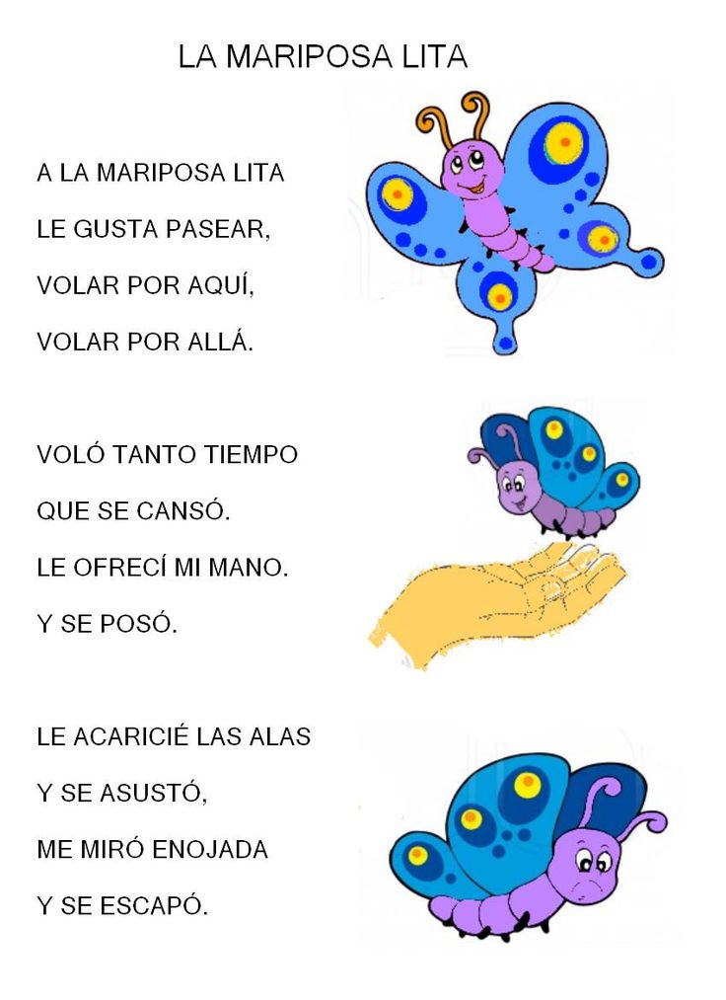 LA MARIPOSA LITA
A LA MARIPOSA LITA
LE GUSTA PASEAR,
VOLAR POR AQUÍ,
VOLAR POR ALLÁ.
VOLÓ TANTO TIEMPO
QUE SE CANSÓ.
LE OFRECÍ MI MANO.
Y SE POSÓ.
LE ACARICIÉ LAS ALAS
Y SE ASUSTÓ,
ME MIRÓ ENOJADA
Y SE ESCAPÓ.